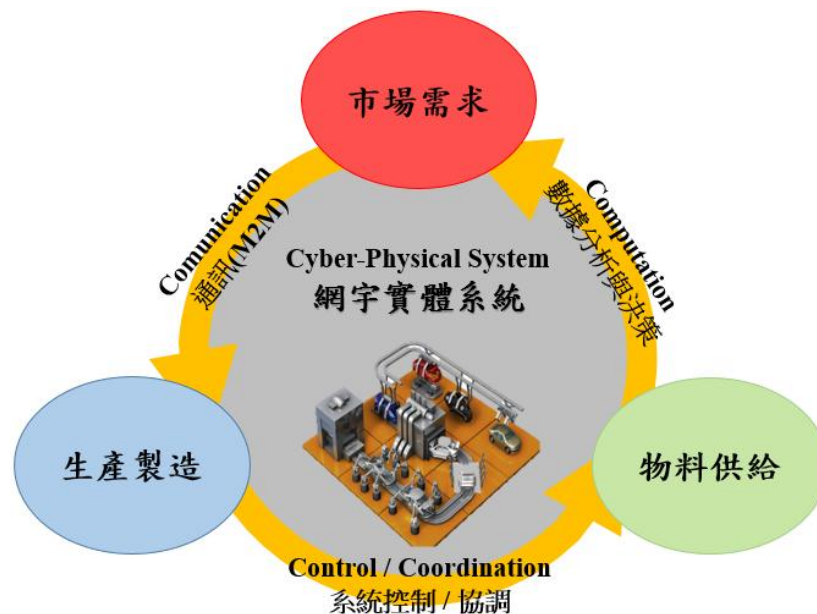 市場需求
Comunication
通訊(M2M)
Computation
數據分析與決策
Cyber-Physical System
網宇實體系統
生產製造
物料供給
Control / Coordination
系統控制 / 協調